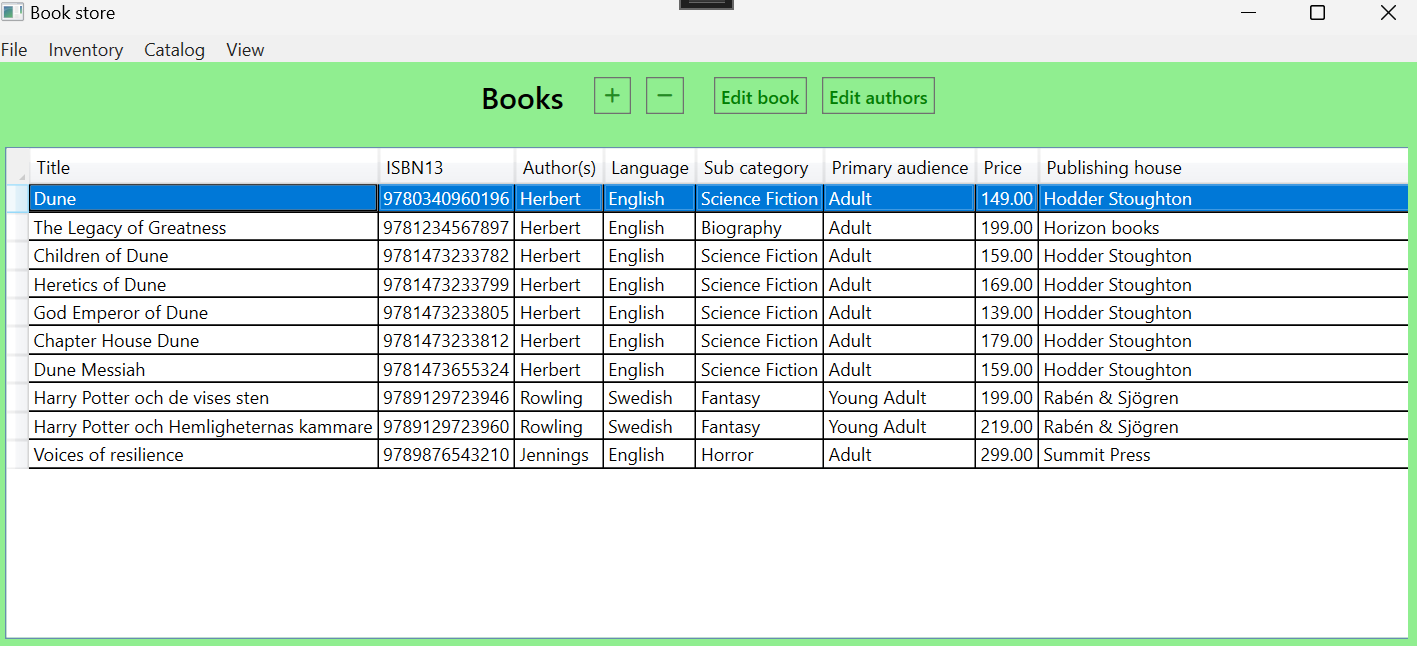 Book store
File Inventory Catalog View
Books + − Edit book Edit authors
Title ISBN13 Author(s) Language Sub category Primary audience Price Publishing house
Dune 9780340960196 Herbert English Science Fiction Adult 149.00 Hodder Stoughton
The Legacy of Greatness 9781234567897 Herbert English Biography Adult 199.00 Horizon books
Children of Dune 9781473233782 Herbert English Science Fiction Adult 159.00 Hodder Stoughton
Heretics of Dune 9781473233799 Herbert English Science Fiction Adult 169.00 Hodder Stoughton
God Emperor of Dune 9781473233805 Herbert English Science Fiction Adult 139.00 Hodder Stoughton
Chapter House Dune 9781473233812 Herbert English Science Fiction Adult 179.00 Hodder Stoughton
Dune Messiah 9781473655324 Herbert English Science Fiction Adult 159.00 Hodder Stoughton
Harry Potter och de vises sten 9789129723946 Rowling Swedish Fantasy Young Adult 199.00 Rabén & Sjögren
Harry Potter och Hemligheternas kammare 9789129723960 Rowling Swedish Fantasy Young Adult 219.00 Rabén & Sjögren
Voices of resilience 9789876543210 Jennings English Horror Adult 299.00 Summit Press